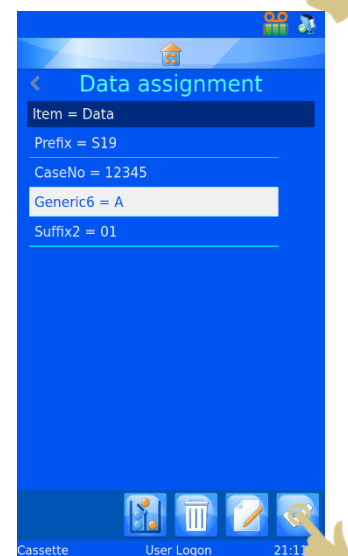 Data assignment
Item = Data
Prefix = S19
CaseNo = 12345
Generic6 = A
Suffix2 = 01
Cassette User Logon 21:11